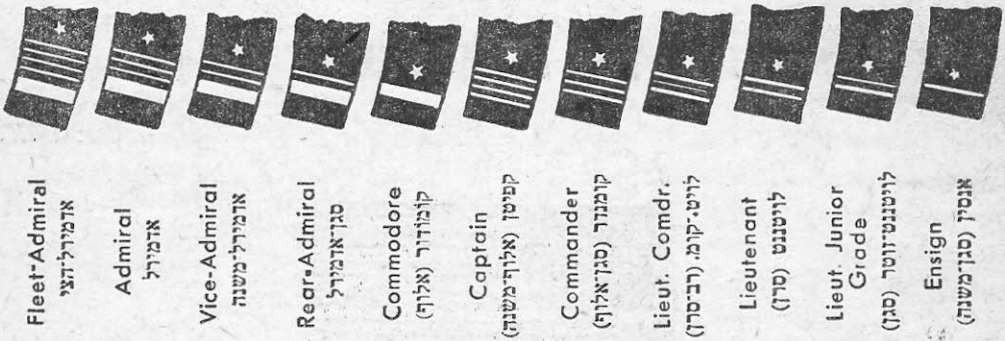 Fleet-Admiral
אדמירל־הצי
Admiral
אדמירל
Vice-Admiral
אדמירל־משנה
Rear-Admiral
סגן־אדמירל
Commodore
קומודור (אלוף)
Captain
קפיטן (אלוף־משנה)
Commander
קומנדר (סגן־אלוף)
Lieut. Comdr.
לויט.־קומנ. (רב־סרן)
Lieutenant
לויטננט (סרן)
Lieut. Junior
Grade
לויטננט־זוטר (סגן)
Ensign
אנסין (סגן־משנה)